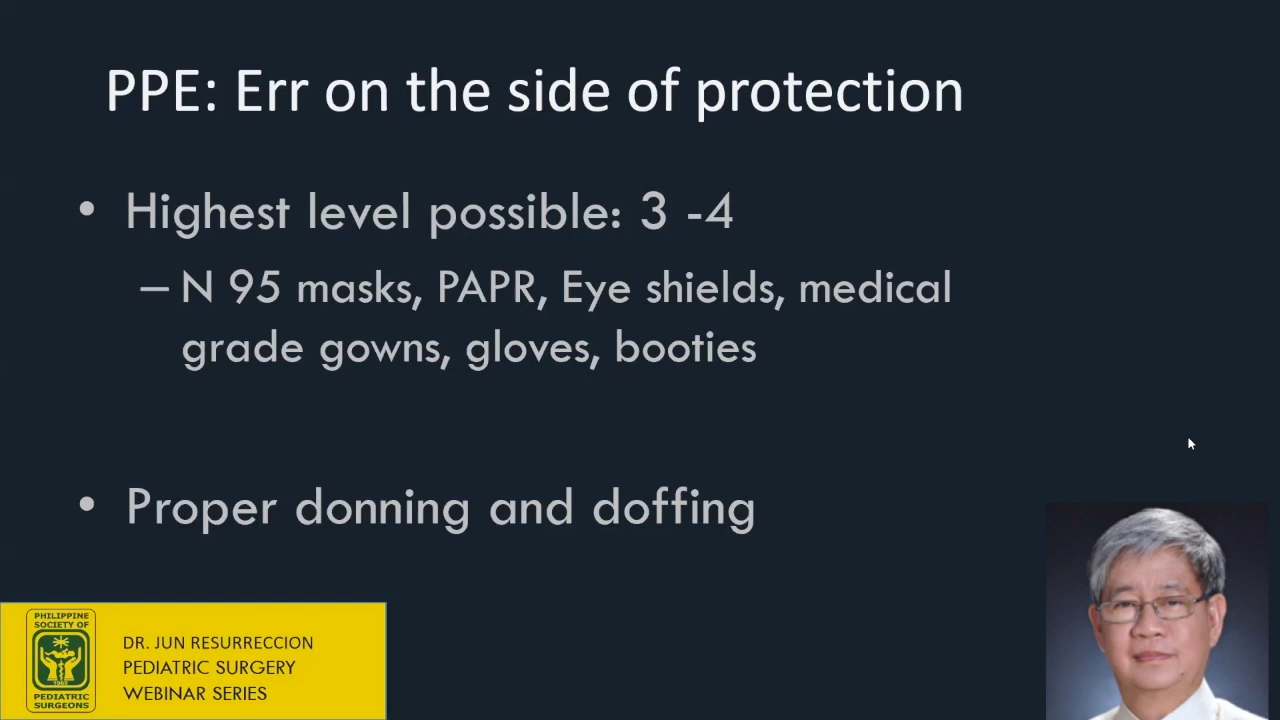 PPE: Err on the side of protection
• Highest level possible: 3 -4
– N 95 masks, PAPR, Eye shields, medical
grade gowns, gloves, booties
• Proper donning and doffing
PHILIPPINE
SOCIETY OF
PEDIATRIC
SURGEONS
DR. JUN RESURRECCION
PEDIATRIC SURGERY
WEBINAR SERIES